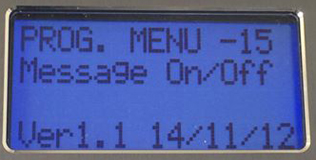 PROG. MENU -15
Message On/Off
Ver1.1 14/11/12